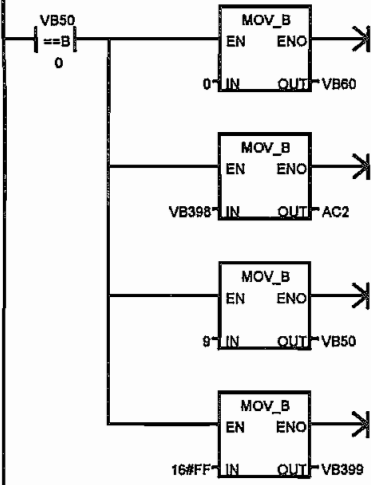 VB50
==B
0
MOV_B
EN ENO
0 IN OUT VB60
MOV_B
EN ENO
VB398 IN OUT AC2
MOV_B
EN ENO
9 IN OUT VB50
MOV_B
EN ENO
16#FF IN OUT VB399